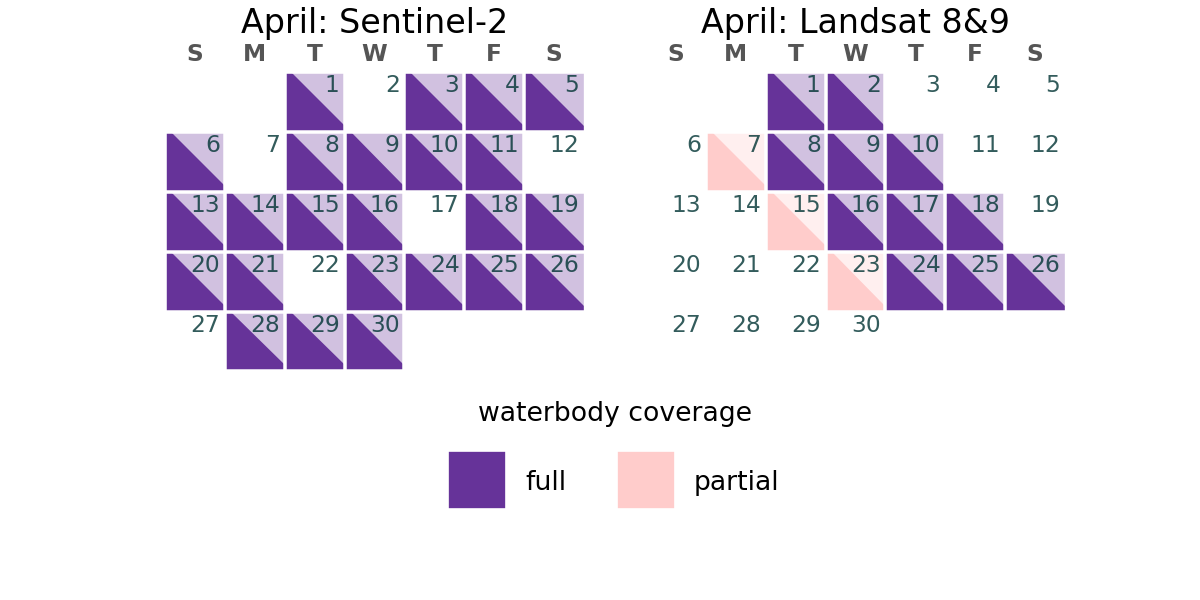 April: Sentinel-2
S M T W T F S
1 2 3 4 5
6 7 8 9 10 11 12
13 14 15 16 17 18 19
20 21 22 23 24 25 26
27 28 29 30
April: Landsat 8&9
S M T W T F S
1 2 3 4 5
6 7 8 9 10 11 12
13 14 15 16 17 18 19
20 21 22 23 24 25 26
27 28 29 30
waterbody coverage
full partial